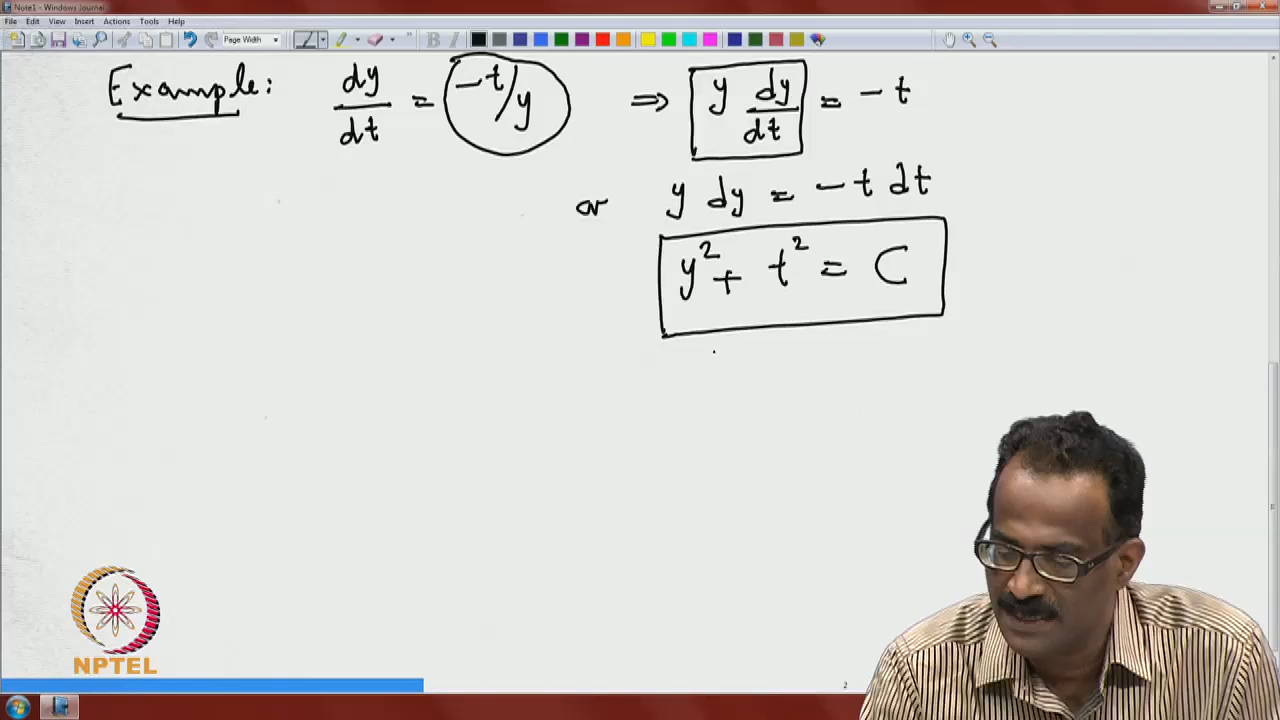 Note1 - Windows Journal
File Edit View Insert Actions Tools Help
Page Width
Example: dy/dt = -t/y ⇒ y dy/dt = -t
or y dy = -t dt
y² + t² = C
NPTEL
2